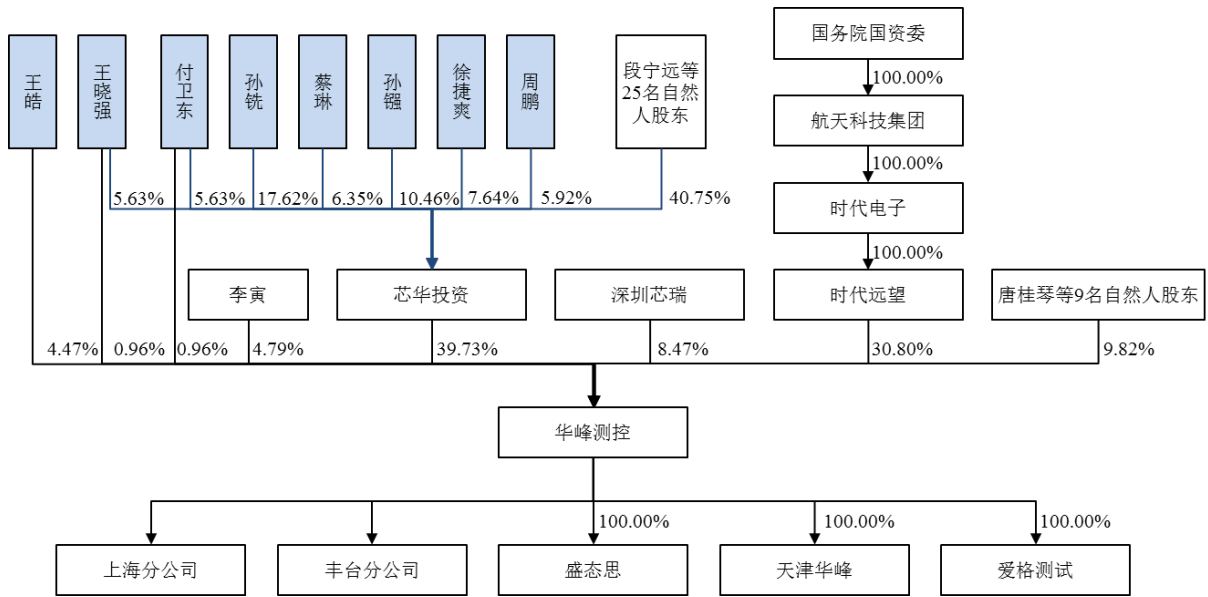 国务院国资委
王皓
王晓强
付卫东
孙铣
蔡琳
孙镪
徐捷爽
周鹏
段宁远等
25名自然
人股东
100.00%
航天科技集团
100.00%
5.63%
5.63%
17.62%
6.35%
10.46%
7.64%
5.92%
40.75%
时代电子
100.00%
李寅
芯华投资
深圳芯瑞
时代远望
唐桂琴等9名自然人股东
4.47%
0.96%
0.96%
4.79%
39.73%
8.47%
30.80%
9.82%
华峰测控
100.00%
100.00%
100.00%
上海分公司
丰台分公司
盛态思
天津华峰
爱格测试